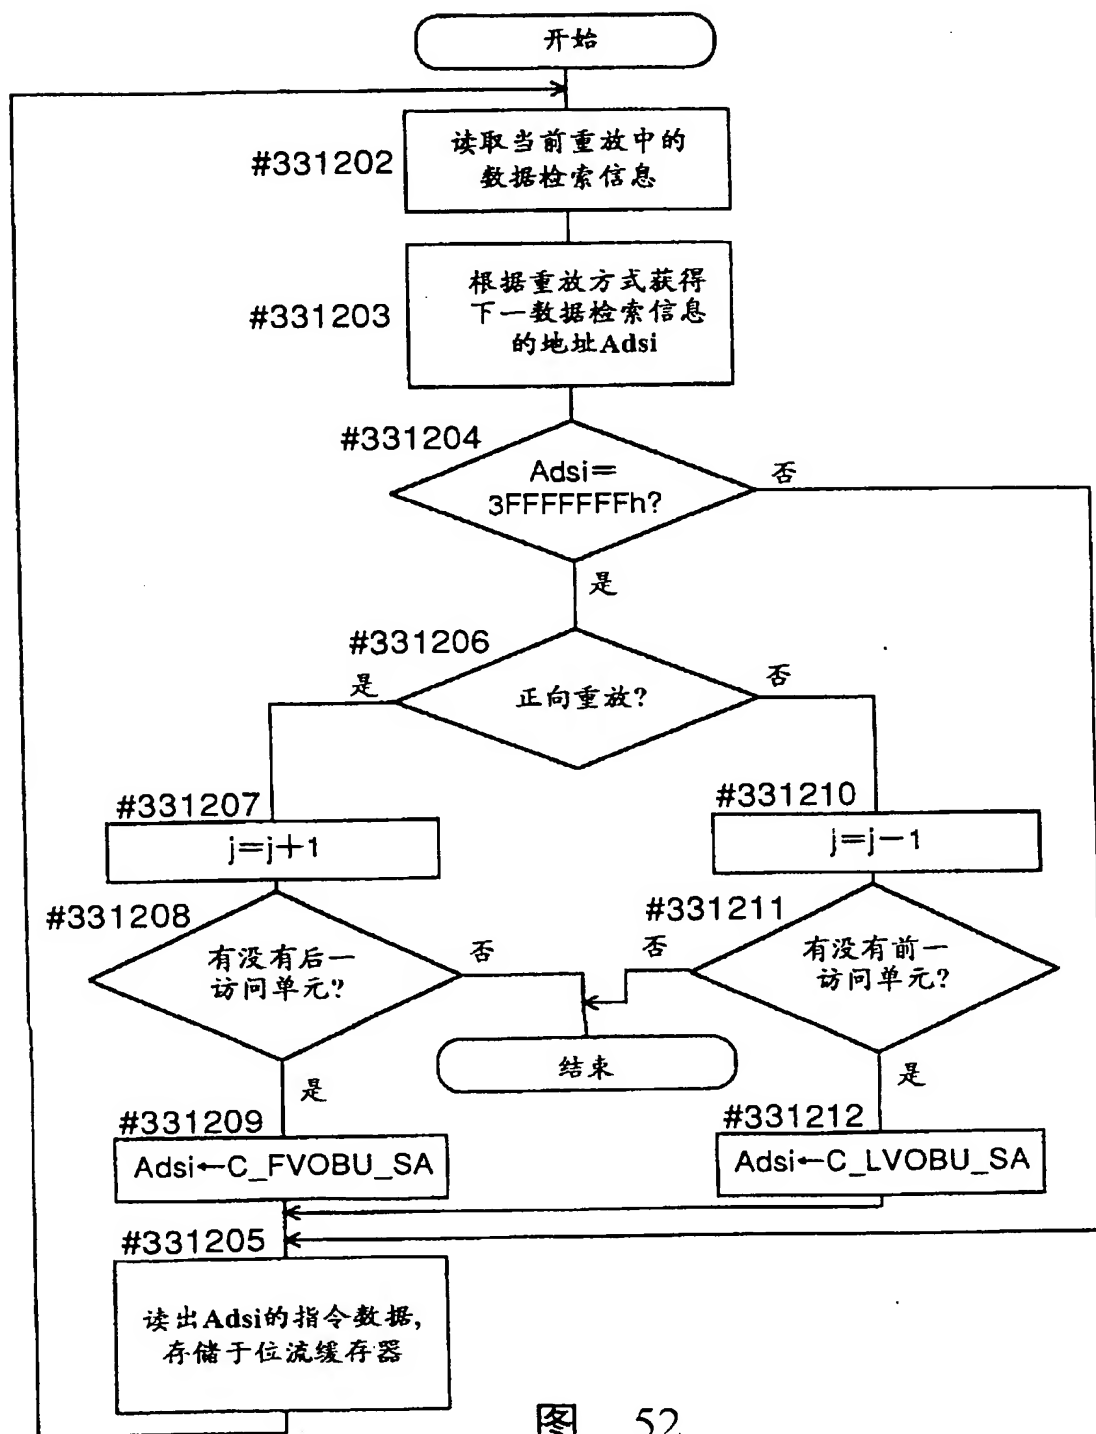 开始
#331202
读取当前重放中的
数据检索信息
#331203
根据重放方式获得
下一数据检索信息
的地址Adsi
#331204
Adsi=
3FFFFFFFh?
否
是
#331206
正向重放?
是
否
#331207
j=j+1
#331210
j=j-1
#331208
有没有后一
访问单元?
否
#331211
有没有前一
访问单元?
否
结束
是
是
#331209
Adsi←C_FVOBU_SA
#331212
Adsi←C_LVOBU_SA
#331205
读出Adsi的指令数据,
存储于位流缓存器
图 52